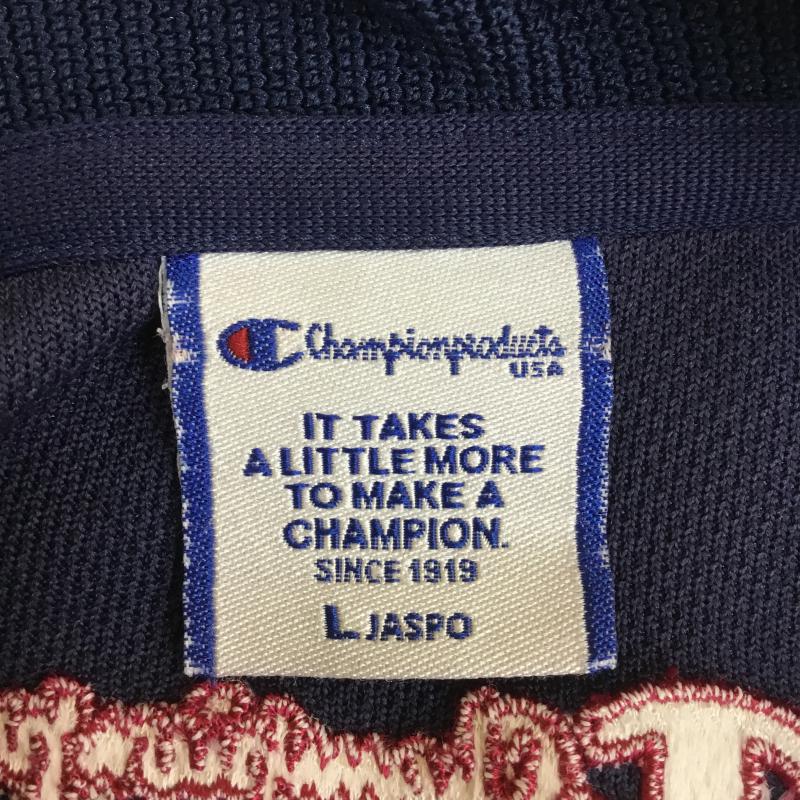 Championproducts
USA
IT TAKES
A LITTLE MORE
TO MAKE A
CHAMPION.
SINCE 1919
L JASPO